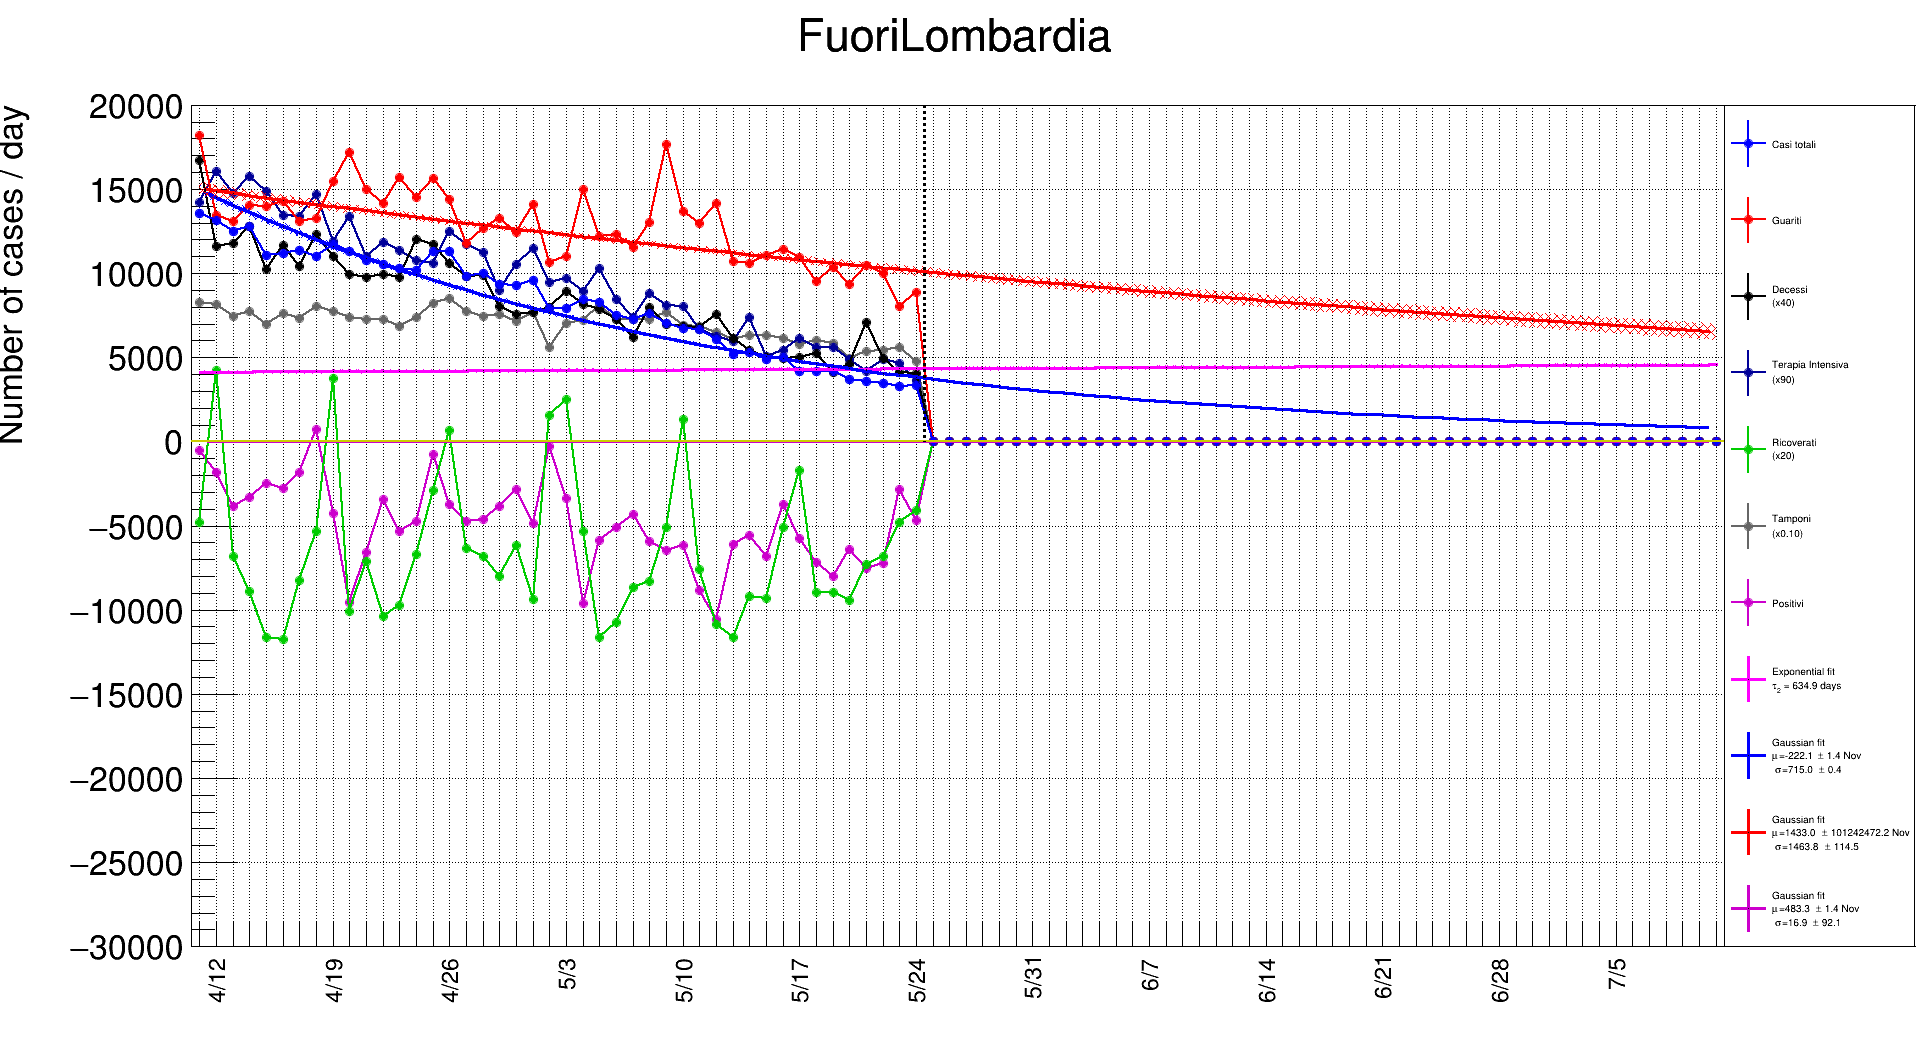 FuoriLombardia
Number of cases / day
20000
15000
10000
5000
0
−5000
−10000
−15000
−20000
−25000
−30000
4/12
4/19
4/26
5/3
5/10
5/17
5/24
5/31
6/7
6/14
6/21
6/28
7/5
Casi totali
Guariti
Decessi
(x40)
Terapia Intensiva
(x90)
Ricoverati
(x20)
Tamponi
(x0.10)
Positivi
Exponential fit
τ₂ = 634.9 days
Gaussian fit
μ=-222.1 ± 1.4 Nov
σ=715.0 ± 0.4
Gaussian fit
μ=1433.0 ± 101242472.2 Nov
σ=1463.8 ± 114.5
Gaussian fit
μ=483.3 ± 1.4 Nov
σ=16.9 ± 92.1